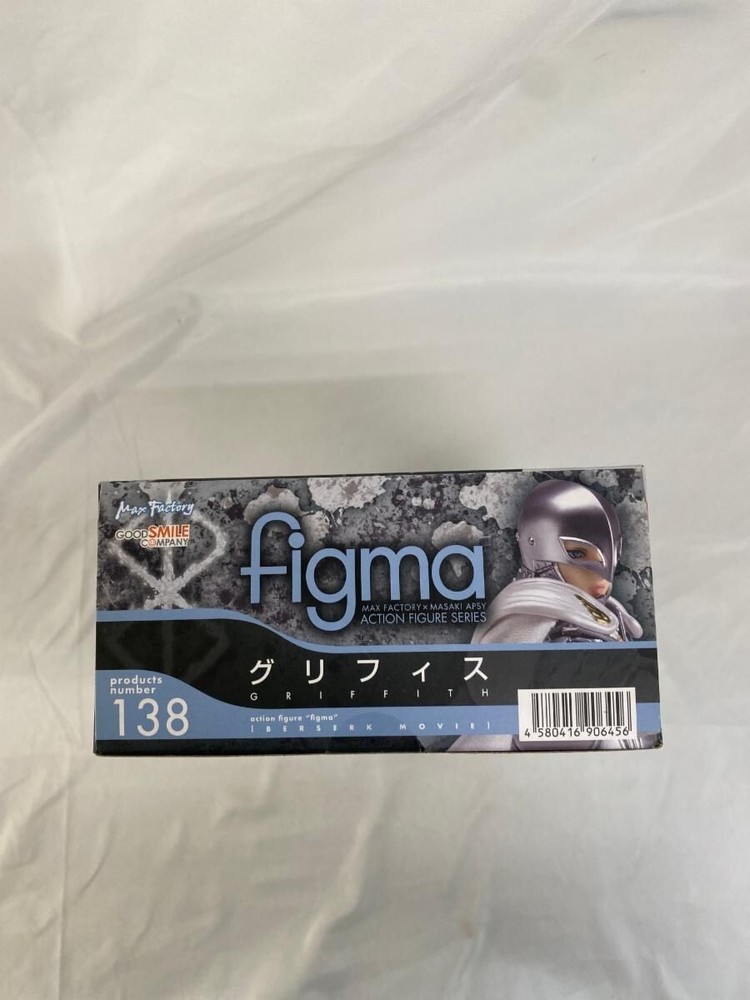 Max Factory
GOOD SMILE
COMPANY
figma
MAX FACTORY × MASAKI APSY
ACTION FIGURE SERIES
グリフィス
GRIFFITH
products
number
138
action figure "figma"
[BERSERK MOVIE]
4 580416 906456